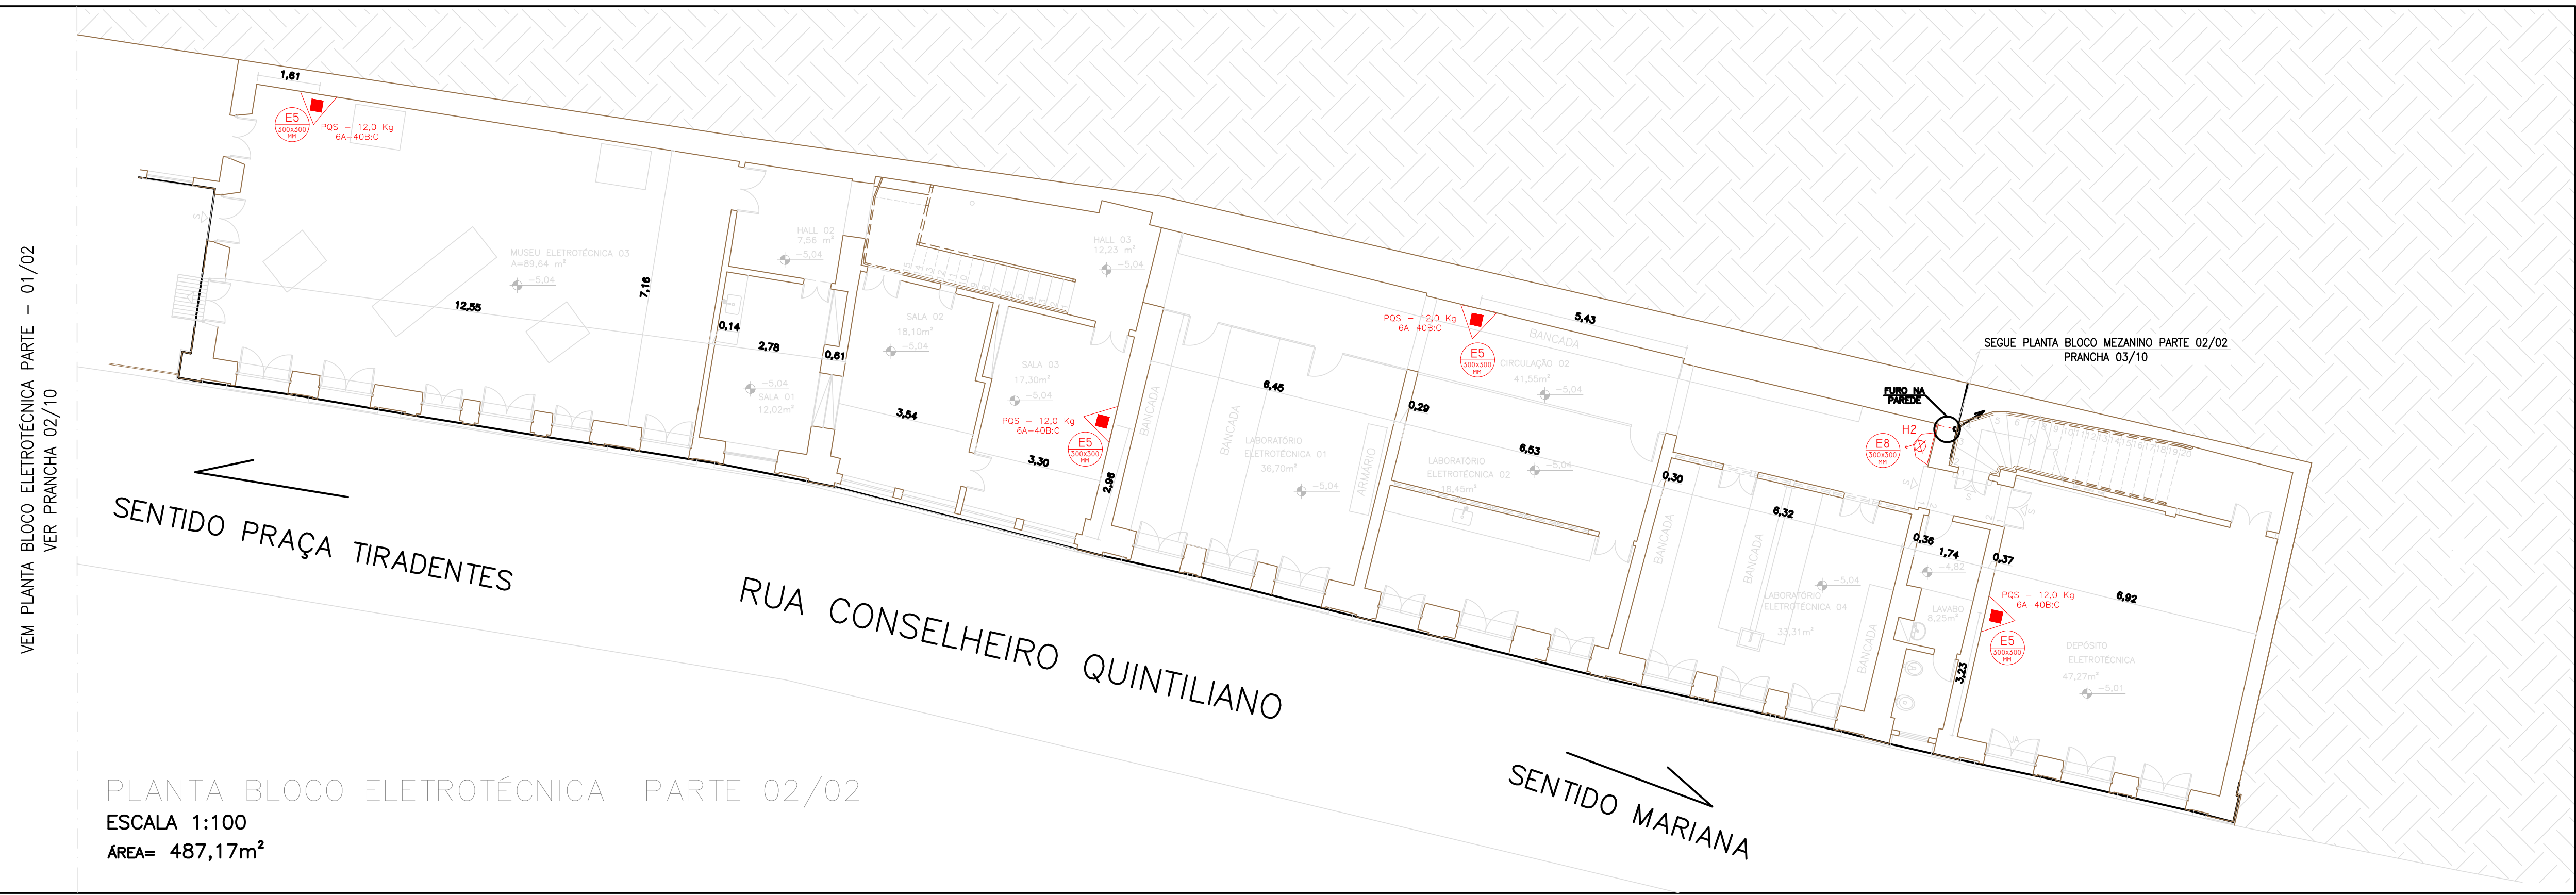 VEM PLANTA BLOCO ELETROTÉCNICA PARTE - 01/02
VER PRANCHA 02/10
1,61
E5
300x300
MM
PQS - 12,0 Kg
6A-40B:C
MUSEU ELETROTÉCNICA 03
A=89,64 m²
-5,04
12,55
7,16
HALL 02
7,56 m²
-5,04
0,14
2,78
0,61
-5,04
SALA 01
12,02m²
SALA 02
18,10m²
-5,04
3,54
HALL 03
12,23 m²
-5,04
SALA 03
17,30m²
-5,04
PQS - 12,0 Kg
6A-40B:C
E5
300x300
MM
3,30
2,96
BANCADA
BANCADA
6,45
LABORATÓRIO
ELETROTÉCNICA 01
36,70m²
-5,04
ARMÁRIO
PQS - 12,0 Kg
6A-40B:C
E5
300x300
MM
5,43
BANCADA
CIRCULAÇÃO 02
41,55m²
-5,04
0,29
6,53
LABORATÓRIO
ELETROTÉCNICA 02
18,45m²
-5,04
0,30
BANCADA
BANCADA
6,32
-5,04
LABORATÓRIO
ELETROTÉCNICA 04
33,31m²
BANCADA
SEGUE PLANTA BLOCO MEZANINO PARTE 02/02
PRANCHA 03/10
FURO NA
PAREDE
H2
E8
300x300
MM
S
S
S
0,36
1,74
0,37
-4,82
LAVABO
8,25m²
3,23
PQS - 12,0 Kg
6A-40B:C
E5
300x300
MM
6,92
DEPÓSITO
ELETROTÉCNICA
47,27m²
-5,01
JA
SENTIDO PRAÇA TIRADENTES
RUA CONSELHEIRO QUINTILIANO
SENTIDO MARIANA
PLANTA BLOCO ELETROTÉCNICA PARTE 02/02
ESCALA 1:100
ÁREA= 487,17m²